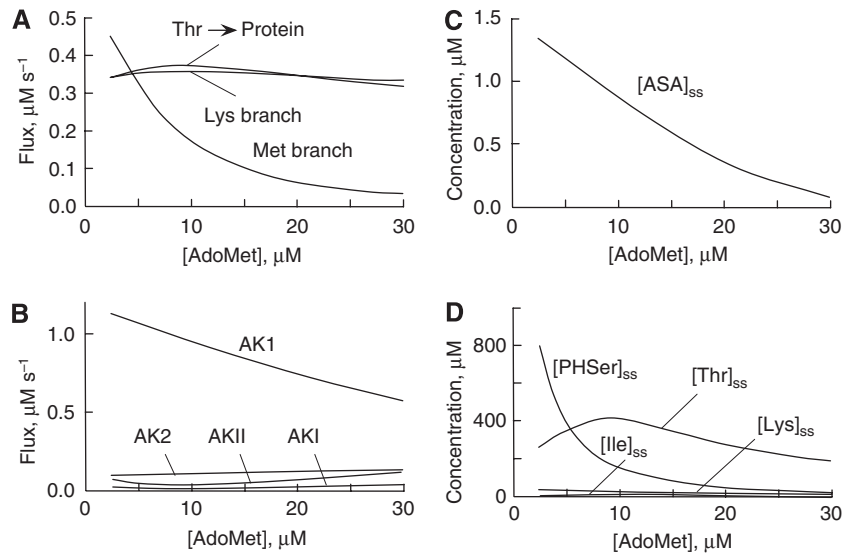 A
Flux, μM s⁻¹
0.5
0.4
0.3
0.2
0.1
0.0
Thr → Protein
Lys branch
Met branch
0 10 20 30
[AdoMet], μM
C
Concentration, μM
1.5
1.0
0.5
0.0
[ASA]ss
0 10 20 30
[AdoMet], μM
B
Flux, μM s⁻¹
1.0
0.5
0.0
AK1
AK2 AKII AKI
0 10 20 30
[AdoMet], μM
D
Concentration, μM
800
400
0
[PHSer]ss
[Thr]ss
[Ile]ss
[Lys]ss
0 10 20 30
[AdoMet], μM